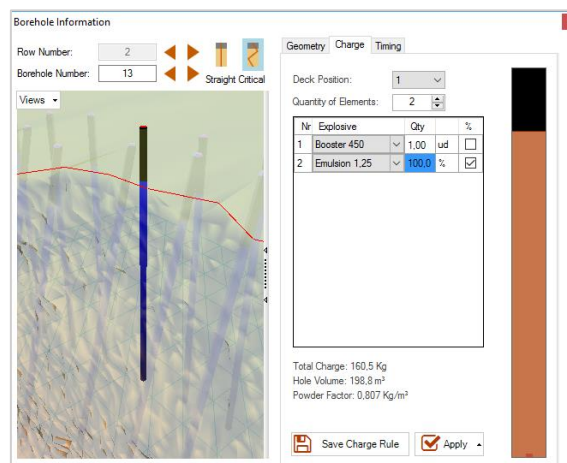 Borehole Information
Row Number: 2
Borehole Number: 13
Straight Critical
Views
Geometry Charge Timing
Deck Position: 1
Quantity of Elements: 2
Nr Explosive Qty %
1 Booster 450 1,00 ud
2 Emulsion 1,25 100,0 %
Total Charge: 160,5 Kg
Hole Volume: 198,8 m³
Powder Factor: 0,807 Kg/m³
Save Charge Rule
Apply